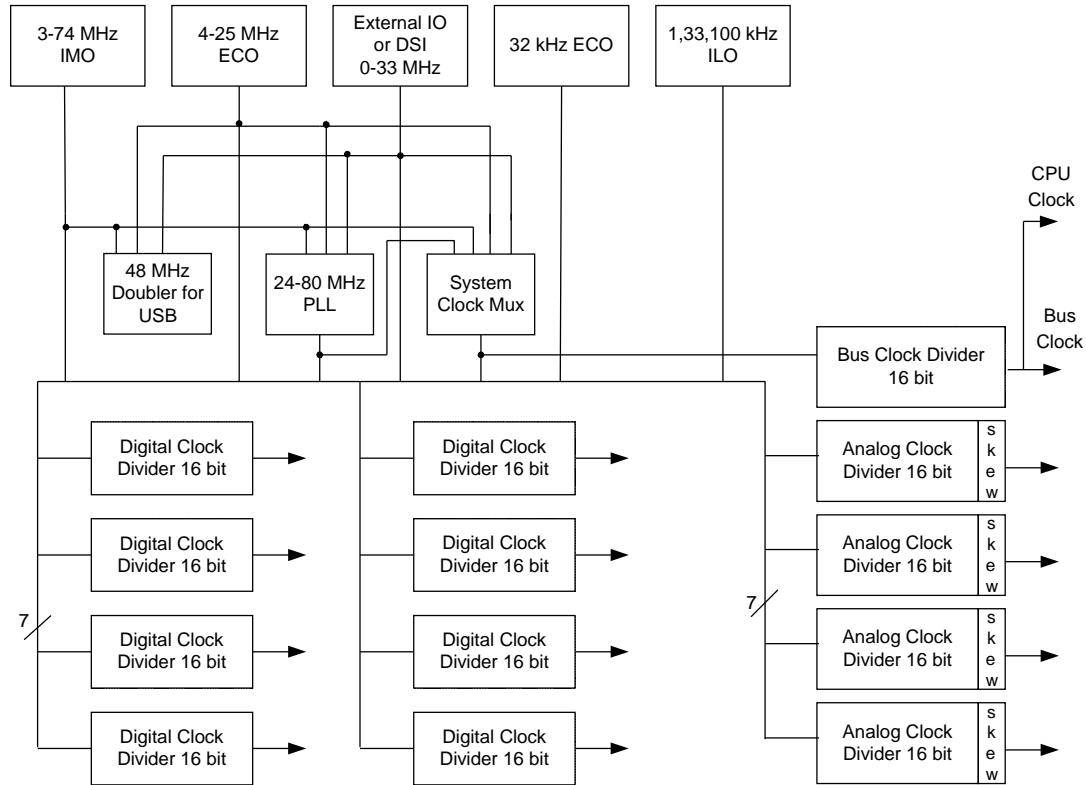 3-74 MHz
IMO
4-25 MHz
ECO
External IO
or DSI
0-33 MHz
32 kHz ECO
1,33,100 kHz
ILO
CPU
Clock
48 MHz
Doubler for
USB
24-80 MHz
PLL
System
Clock Mux
Bus
Clock
Bus Clock Divider
16 bit
Digital Clock
Divider 16 bit
Digital Clock
Divider 16 bit
Analog Clock
Divider 16 bit
s
k
e
w
Digital Clock
Divider 16 bit
Digital Clock
Divider 16 bit
Analog Clock
Divider 16 bit
s
k
e
w
7
7
Digital Clock
Divider 16 bit
Digital Clock
Divider 16 bit
Analog Clock
Divider 16 bit
s
k
e
w
Digital Clock
Divider 16 bit
Digital Clock
Divider 16 bit
Analog Clock
Divider 16 bit
s
k
e
w